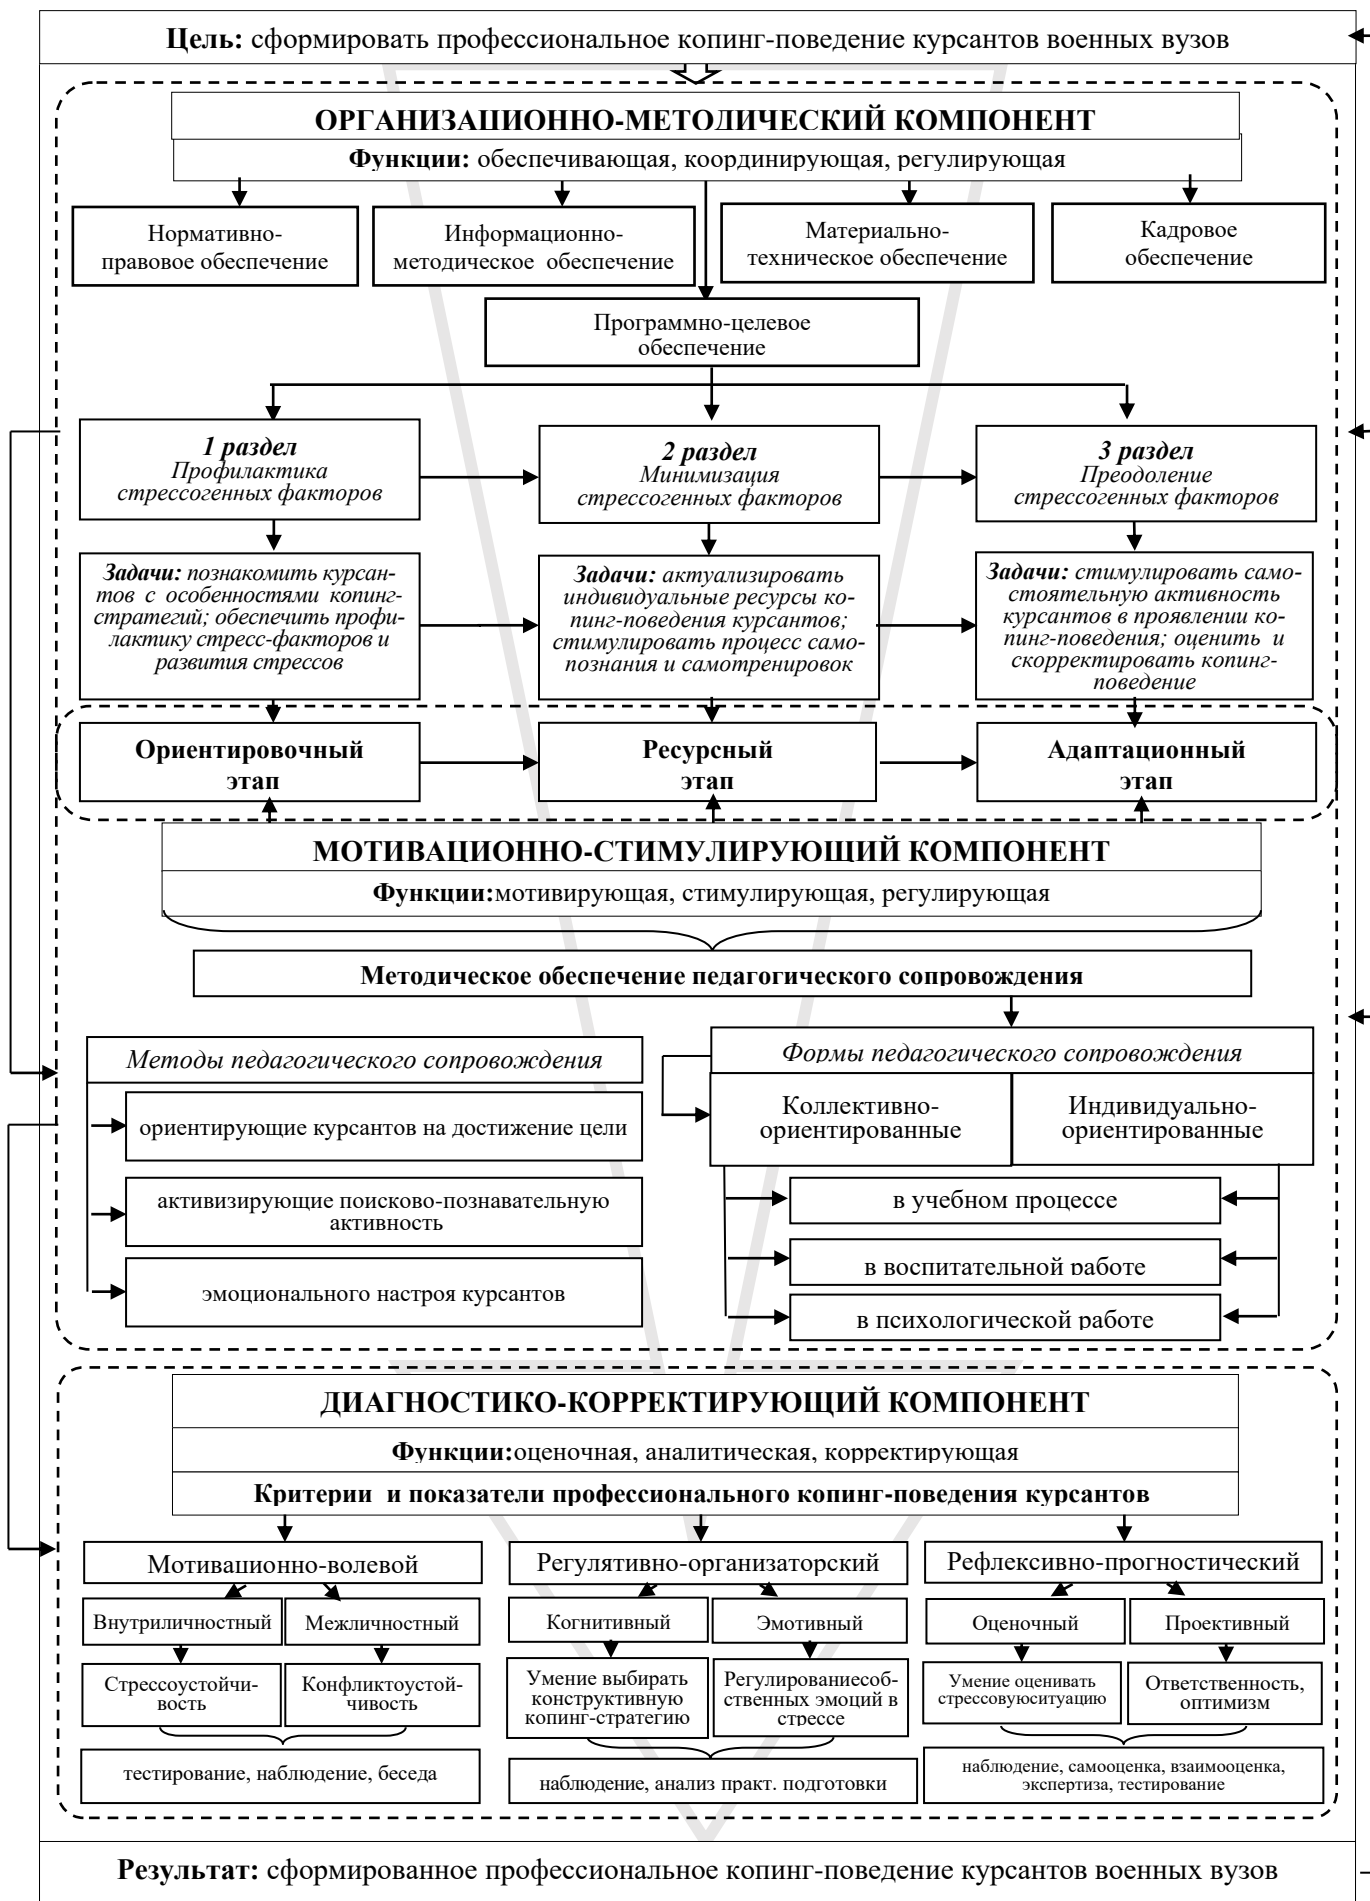 Цель: сформировать профессиональное копинг-поведение курсантов военных вузов
ОРГАНИЗАЦИОННО-МЕТОДИЧЕСКИЙ КОМПОНЕНТ
Функции: обеспечивающая, координирующая, регулирующая
Нормативно-
правовое обеспечение
Информационно-
методическое обеспечение
Материально-
техническое обеспечение
Кадровое
обеспечение
Программно-целевое
обеспечение
1 раздел
Профилактика
стрессогенных факторов
2 раздел
Минимизация
стрессогенных факторов
3 раздел
Преодоление
стрессогенных факторов
Задачи: познакомить курсан-
тов с особенностями копинг-
стратегий; обеспечить профи-
лактику стресс-факторов и
развития стрессов
Задачи: актуализировать
индивидуальные ресурсы ко-
пинг-поведения курсантов;
стимулировать процесс само-
познания и самотренировок
Задачи: стимулировать само-
стоятельную активность
курсантов в проявлении ко-
пинг-поведения; оценить и
скорректировать копинг-
поведение
Ориентировочный
этап
Ресурсный
этап
Адаптационный
этап
МОТИВАЦИОННО-СТИМУЛИРУЮЩИЙ КОМПОНЕНТ
Функции:мотивирующая, стимулирующая, регулирующая
Методическое обеспечение педагогического сопровождения
Методы педагогического сопровождения
ориентирующие курсантов на достижение цели
активизирующие поисково-познавательную
активность
эмоционального настроя курсантов
Формы педагогического сопровождения
Коллективно-
ориентированные
Индивидуально-
ориентированные
в учебном процессе
в воспитательной работе
в психологической работе
ДИАГНОСТИКО-КОРРЕКТИРУЮЩИЙ КОМПОНЕНТ
Функции:оценочная, аналитическая, корректирующая
Критерии и показатели профессионального копинг-поведения курсантов
Мотивационно-волевой
Регулятивно-организаторский
Рефлексивно-прогностический
Внутриличностный
Межличностный
Когнитивный
Эмотивный
Оценочный
Проективный
Стрессоустойчи-
вость
Конфликтоустой-
чивость
Умение выбирать
конструктивную
копинг-стратегию
Регулированиесоб-
ственных эмоций в
стрессе
Умение оценивать
стрессовуюситуацию
Ответственность,
оптимизм
тестирование, наблюдение, беседа
наблюдение, анализ практ. подготовки
наблюдение, самооценка, взаимооценка,
экспертиза, тестирование
Результат: сформированное профессиональное копинг-поведение курсантов военных вузов